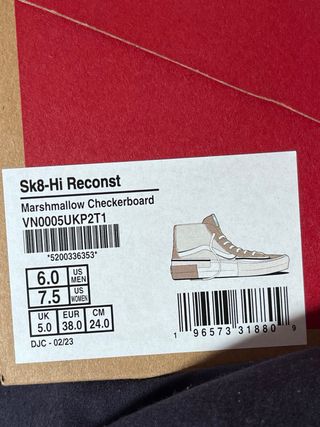 Sk8-Hi Reconst
Marshmallow Checkerboard
VN0005UKP2T1
*5200336353*
6.0 US MEN
7.5 US WOMEN
UK 5.0 EUR 38.0 CM 24.0
DJC - 02/23
1 96573 31880 9